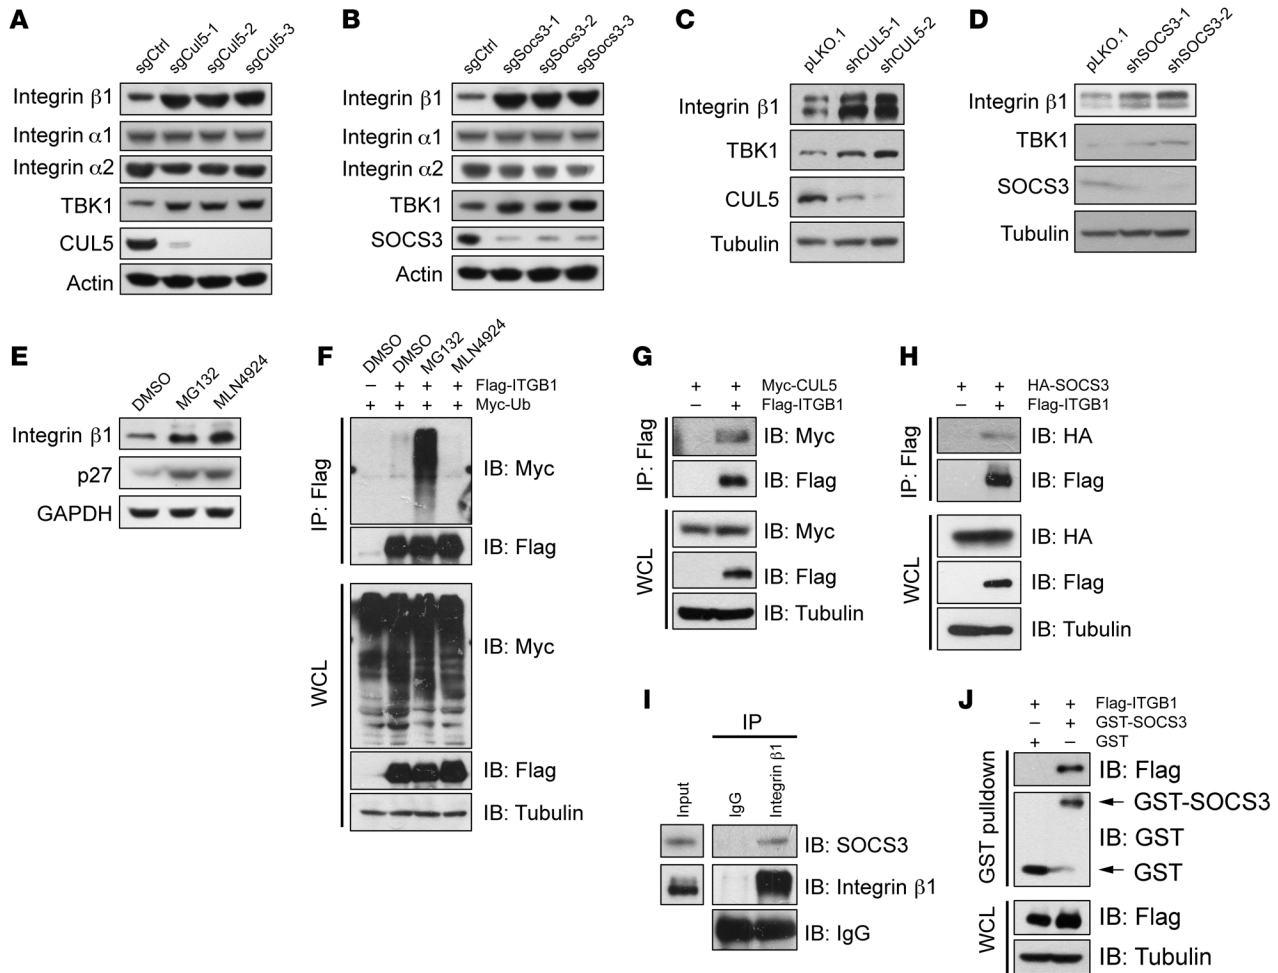 A
sgCtrl
sgCul5-1
sgCul5-2
sgCul5-3
Integrin β1
Integrin α1
Integrin α2
TBK1
CUL5
Actin
B
sgCtrl
sgSocs3-1
sgSocs3-2
sgSocs3-3
Integrin β1
Integrin α1
Integrin α2
TBK1
SOCS3
Actin
C
pLKO.1
shCUL5-1
shCUL5-2
Integrin β1
TBK1
CUL5
Tubulin
D
pLKO.1
shSOCS3-1
shSOCS3-2
Integrin β1
TBK1
SOCS3
Tubulin
E
DMSO
MG132
MLN4924
Integrin β1
p27
GAPDH
F
DMSO
DMSO
MG132
MLN4924
– + + + Flag-ITGB1
+ + + + Myc-Ub
IP: Flag
IB: Myc
IB: Flag
WCL
IB: Myc
IB: Flag
IB: Tubulin
G
+ + Myc-CUL5
– + Flag-ITGB1
IP: Flag
IB: Myc
IB: Flag
WCL
IB: Myc
IB: Flag
IB: Tubulin
H
+ + HA-SOCS3
– + Flag-ITGB1
IP: Flag
IB: HA
IB: Flag
WCL
IB: HA
IB: Flag
IB: Tubulin
I
IP
Input
IgG
Integrin β1
IB: SOCS3
IB: Integrin β1
IB: IgG
J
+ + Flag-ITGB1
– + GST-SOCS3
+ – GST
GST pulldown
IB: Flag
GST-SOCS3
IB: GST
GST
WCL
IB: Flag
IB: Tubulin